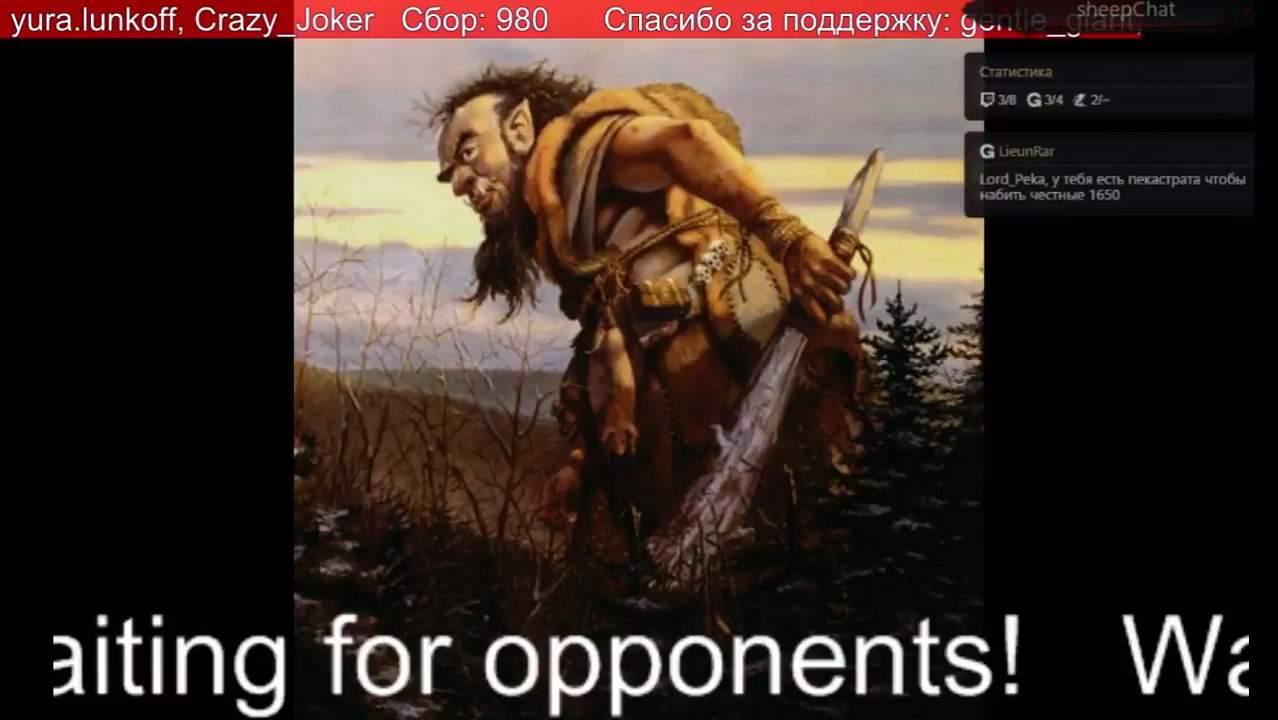 yura.lunkoff, Crazy_Joker Сбор: 980 Спасибо за поддержку: gentle_giant,
sheepChat
Статистика
3/8 G 3/4 2/~
G LieunRar
Lord_Peka, у тебя есть пекастрата чтобы
набить честные 1650
aiting for opponents! Wa